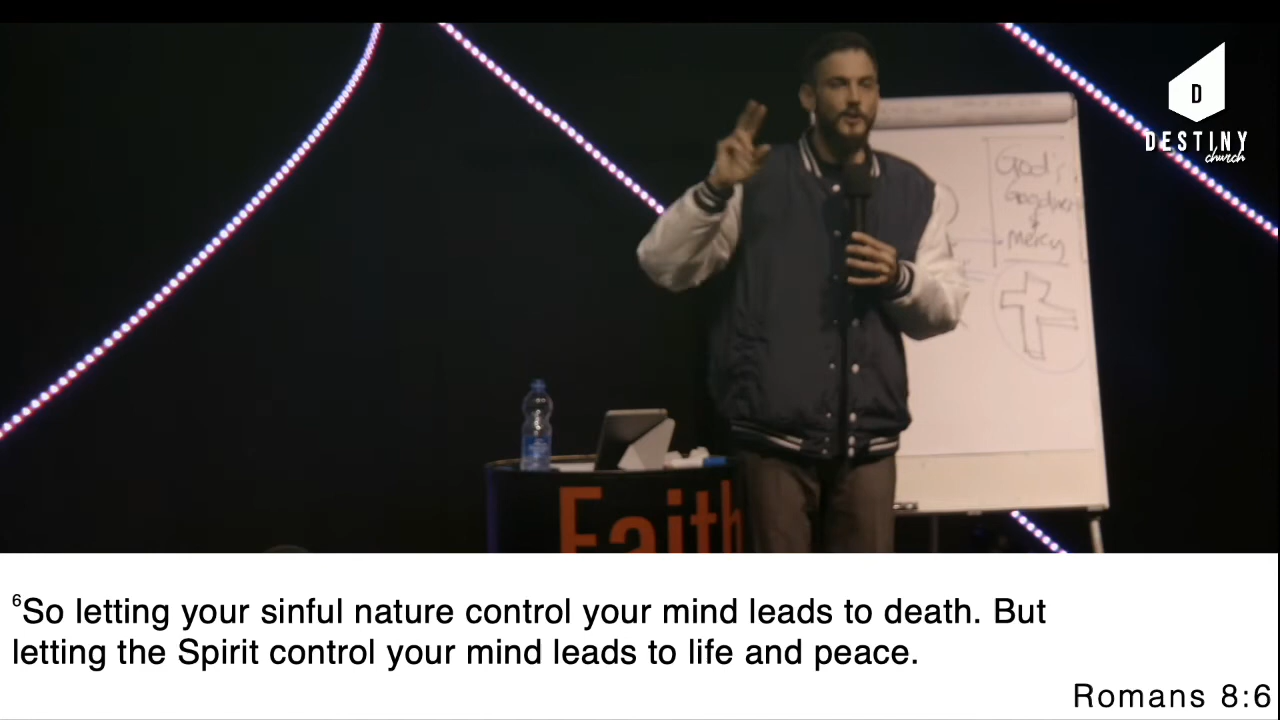 D
DESTINY
church
God's
Mercy
Faith
⁶So letting your sinful nature control your mind leads to death. But
letting the Spirit control your mind leads to life and peace.
Romans 8:6